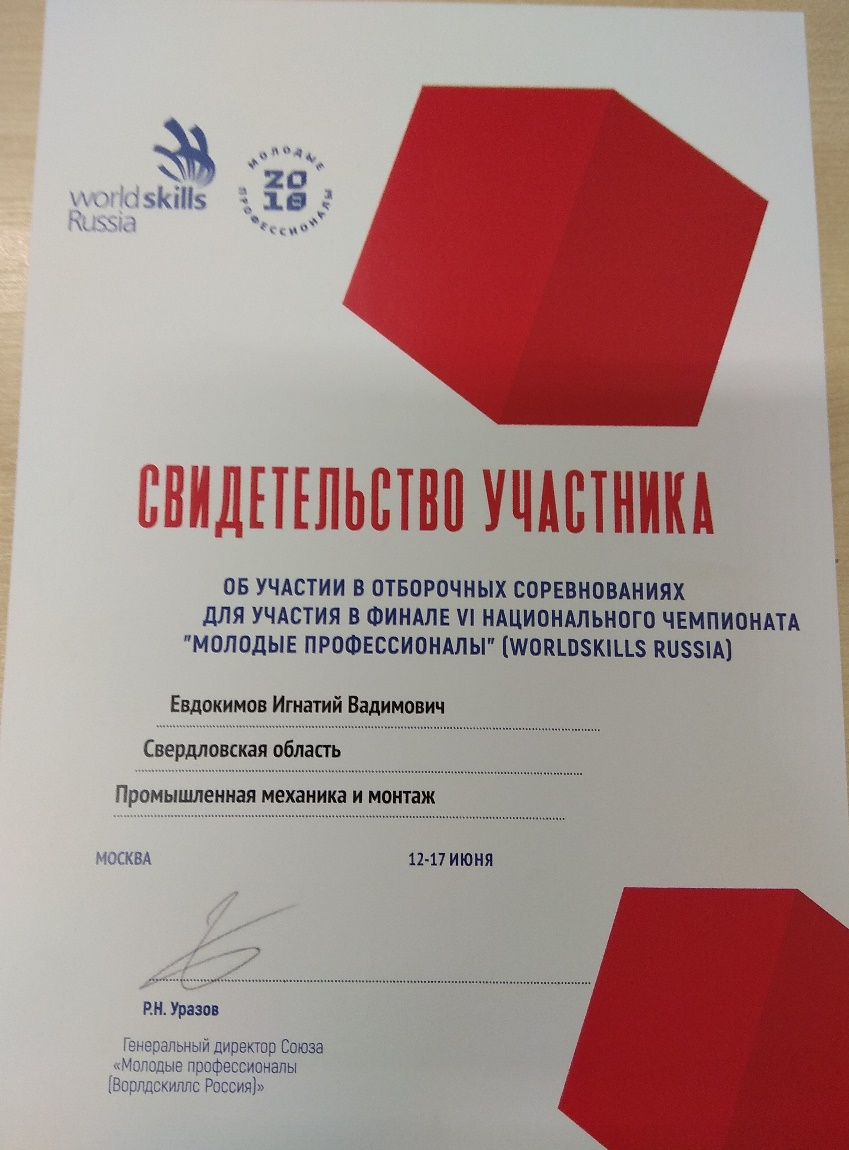 worldskills
Russia
МОЛОДЫЕ
2018
ПРОФЕССИОНАЛЫ
СВИДЕТЕЛЬСТВО УЧАСТНИКА
ОБ УЧАСТИИ В ОТБОРОЧНЫХ СОРЕВНОВАНИЯХ
ДЛЯ УЧАСТИЯ В ФИНАЛЕ VI НАЦИОНАЛЬНОГО ЧЕМПИОНАТА
"МОЛОДЫЕ ПРОФЕССИОНАЛЫ" (WORLDSKILLS RUSSIA)
Евдокимов Игнатий Вадимович
Свердловская область
Промышленная механика и монтаж
МОСКВА 12-17 ИЮНЯ
Р.Н. Уразов
Генеральный директор Союза
«Молодые профессионалы
(Ворлдскиллс Россия)»